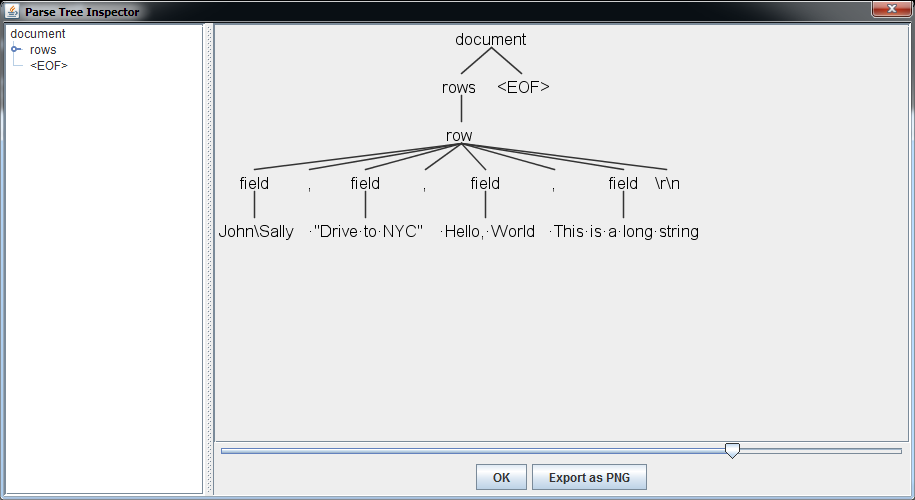 Parse Tree Inspector
document
rows
<EOF>
document
rows <EOF>
row
field , field , field , field \r\n
John\Sally ·"Drive·to·NYC" ·Hello,·World ·This·is·a·long·string
OK Export as PNG